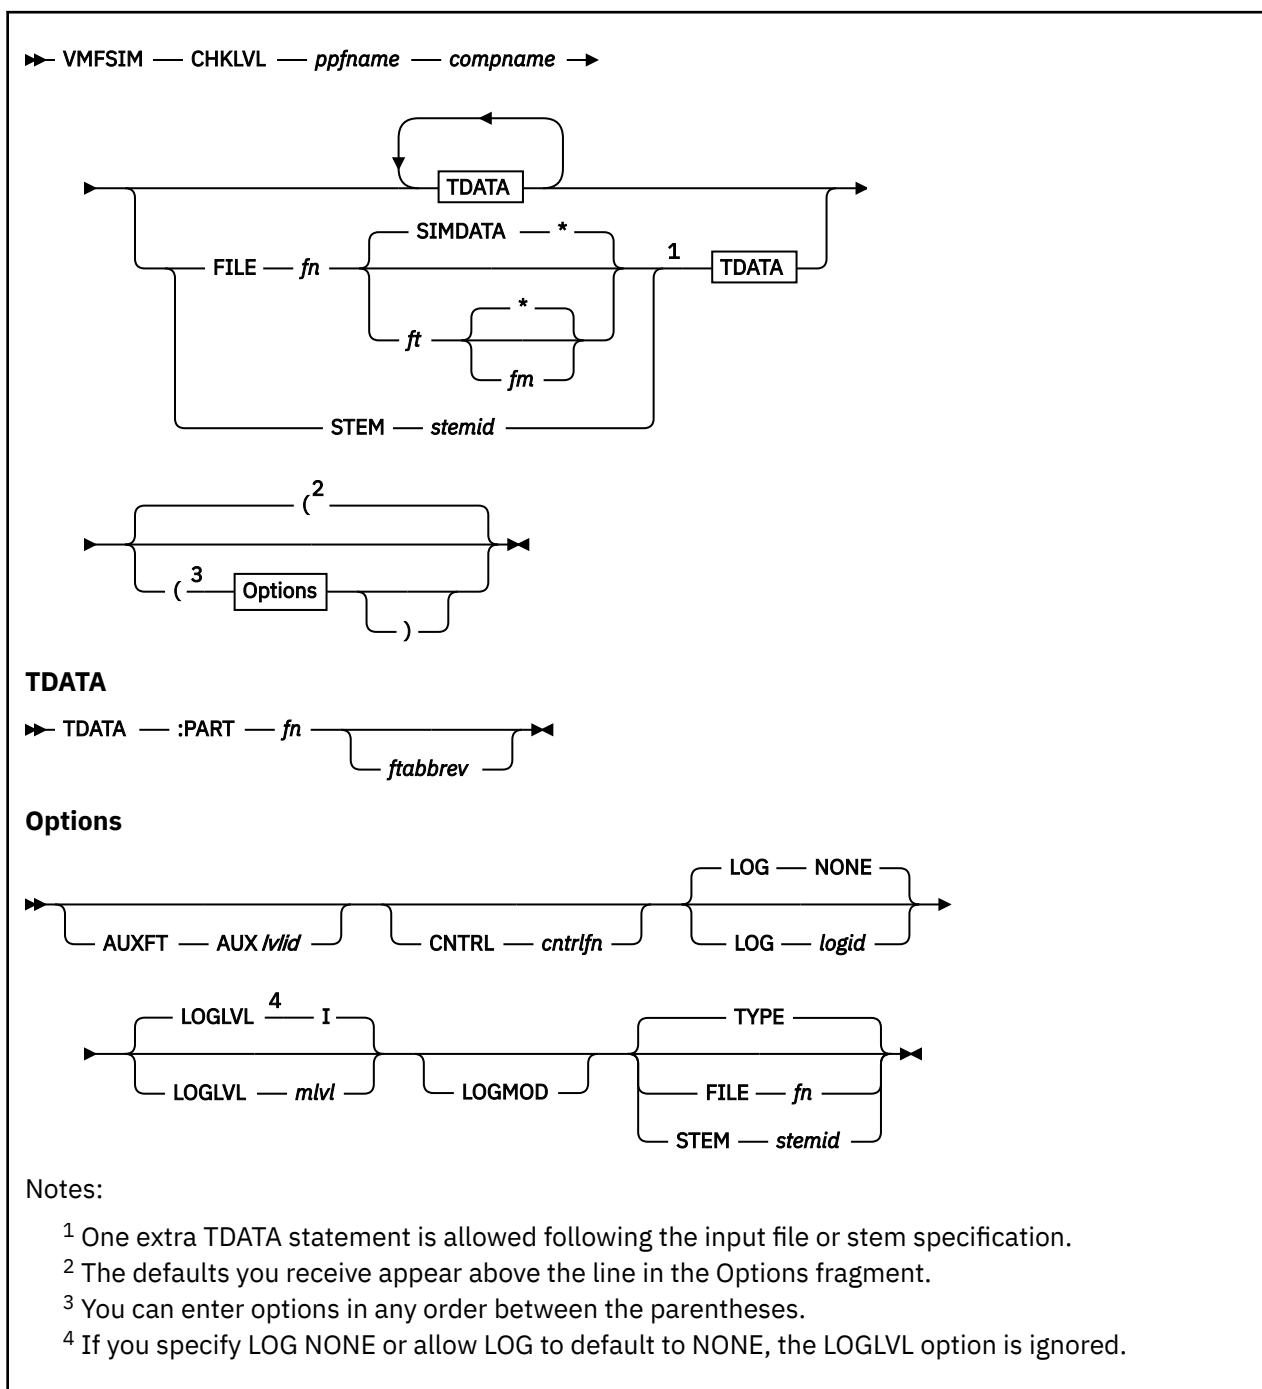 VMFSIM CHKLVL ppfname compname
TDATA
SIMDATA *
FILE fn 1 TDATA
*
ft
fm
STEM stemid
( 2
( 3 Options
)
TDATA
TDATA :PART fn
ftabbrev
Options
LOG NONE
AUXFT AUXlvlid CNTRL cntrlfn LOG logid
LOGLVL 4 I TYPE
LOGLVL mlvl LOGMOD FILE fn
STEM stemid
Notes:
1 One extra TDATA statement is allowed following the input file or stem specification.
2 The defaults you receive appear above the line in the Options fragment.
3 You can enter options in any order between the parentheses.
4 If you specify LOG NONE or allow LOG to default to NONE, the LOGLVL option is ignored.